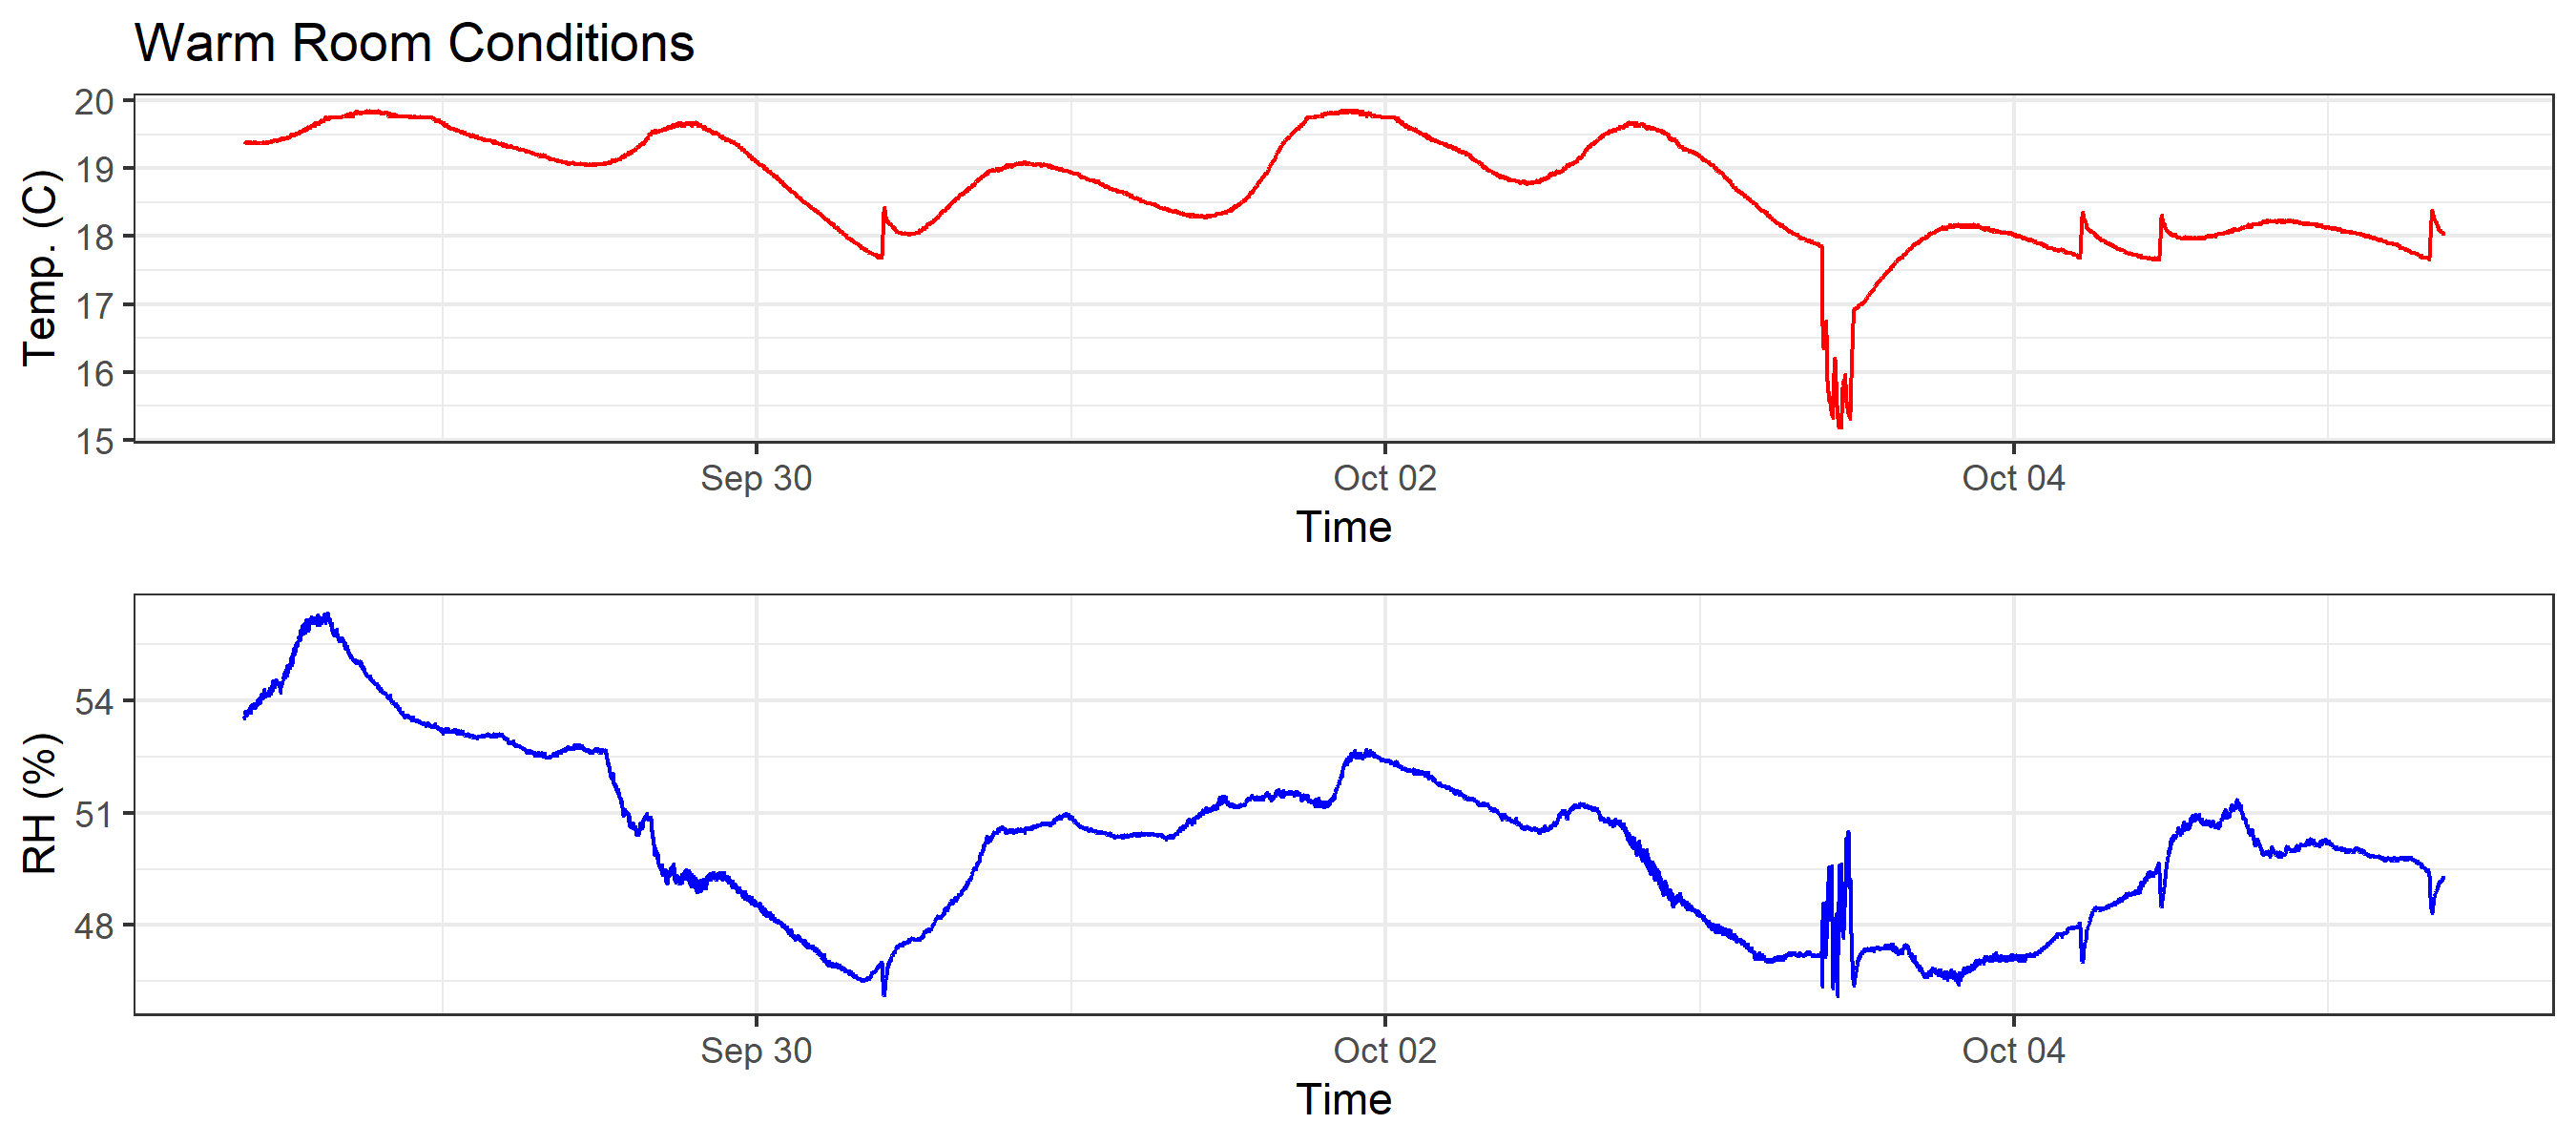 Warm Room Conditions
20
19
18
17
16
15
Temp. (C)
Sep 30 Oct 02 Oct 04
Time
54
51
48
RH (%)
Sep 30 Oct 02 Oct 04
Time